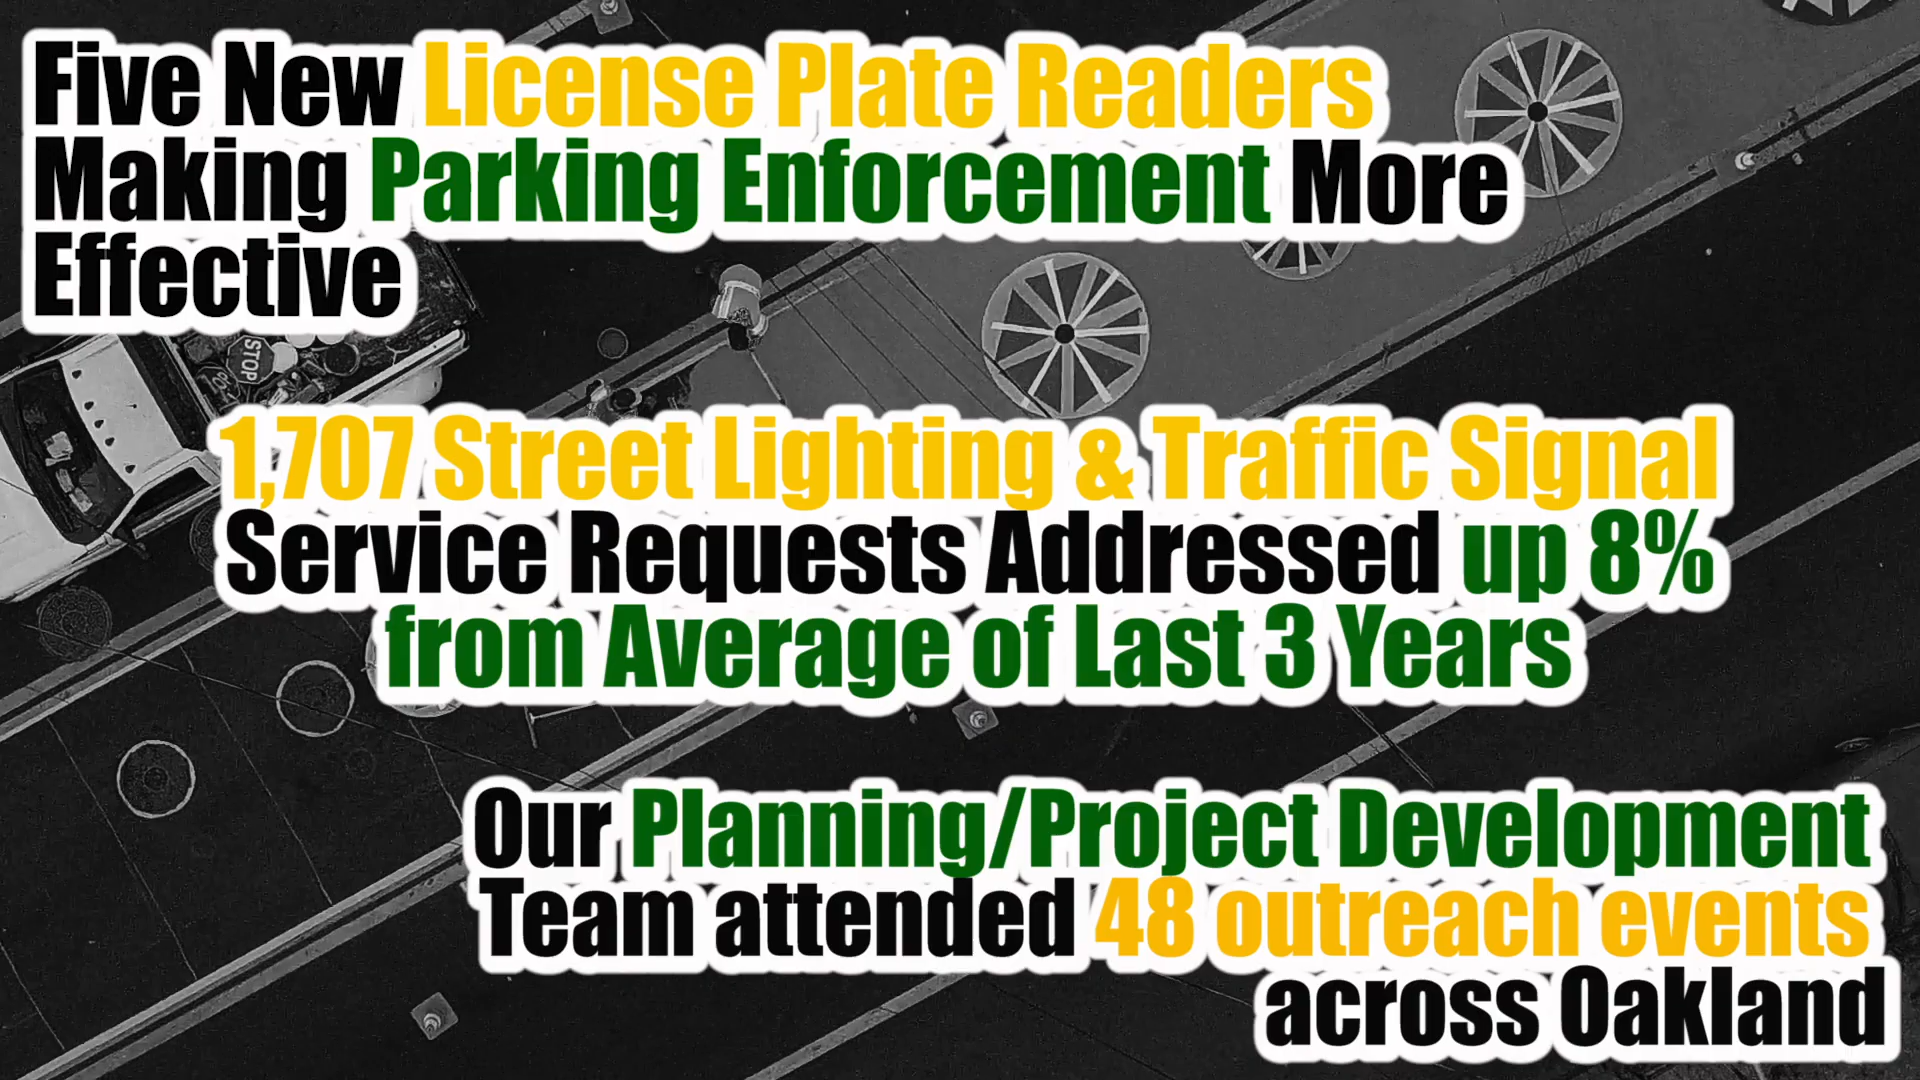 Five New License Plate Readers
Making Parking Enforcement More
Effective
STOP
1,707 Street Lighting & Traffic Signal
Service Requests Addressed up 8%
from Average of Last 3 Years
Our Planning/Project Development
Team attended 48 outreach events
across Oakland